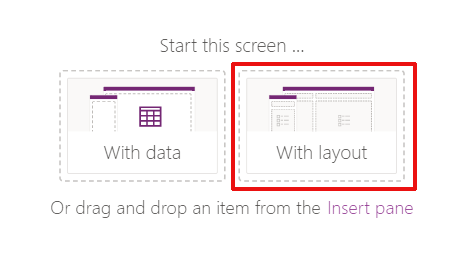 Start this screen ...
With data
With layout
Or drag and drop an item from the Insert pane